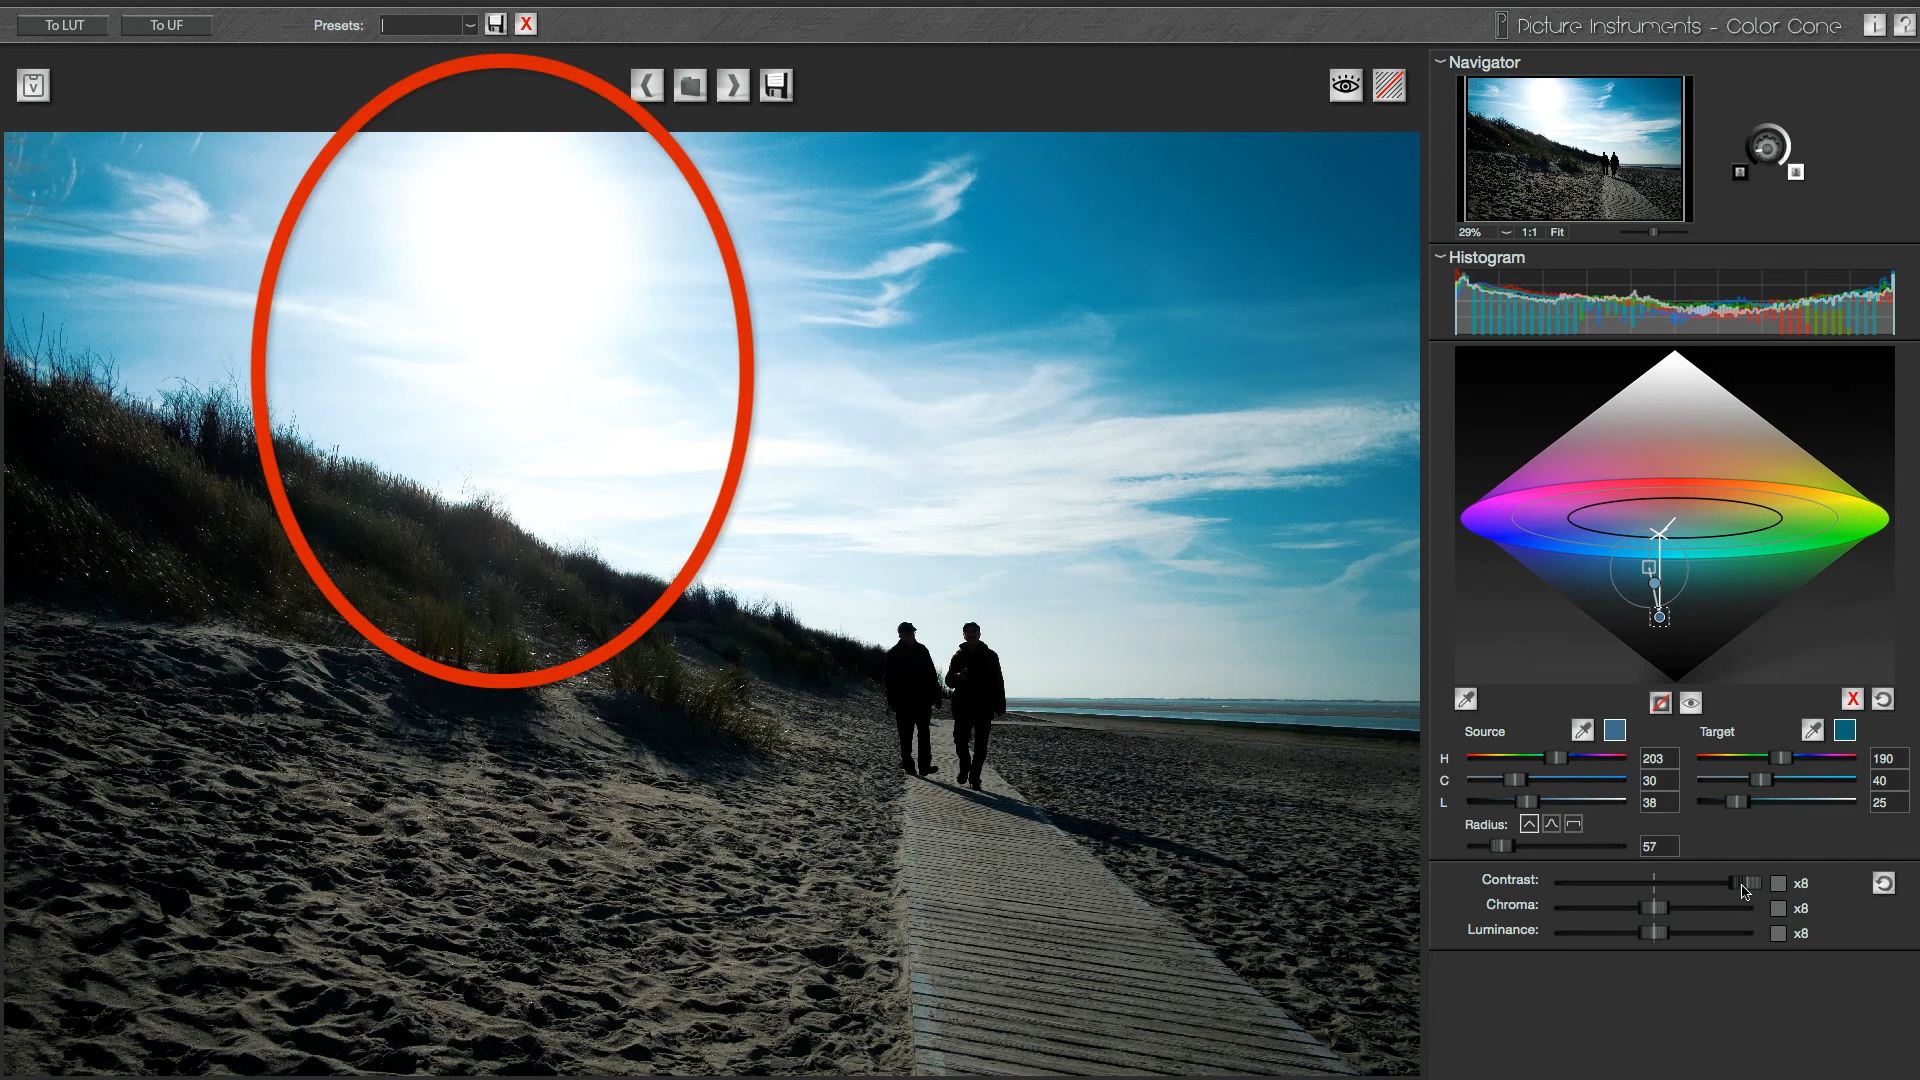 To LUT
To UF
Presets:
X
Picture Instruments - Color Cone
i
?
V
Navigator
29%
1:1
Fit
Histogram
X
Source
Target
H
203
190
C
30
40
L
38
25
Radius:
57
Contrast:
x8
Chroma:
x8
Luminance:
x8